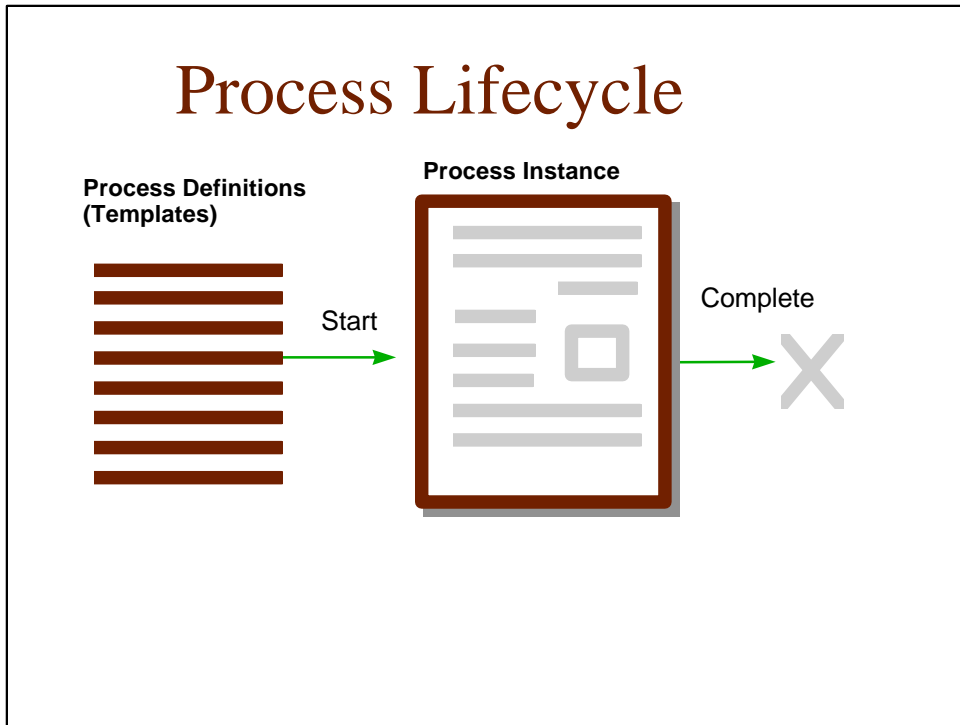 Process Lifecycle
Process Definitions
(Templates)
Start
Process Instance
Complete